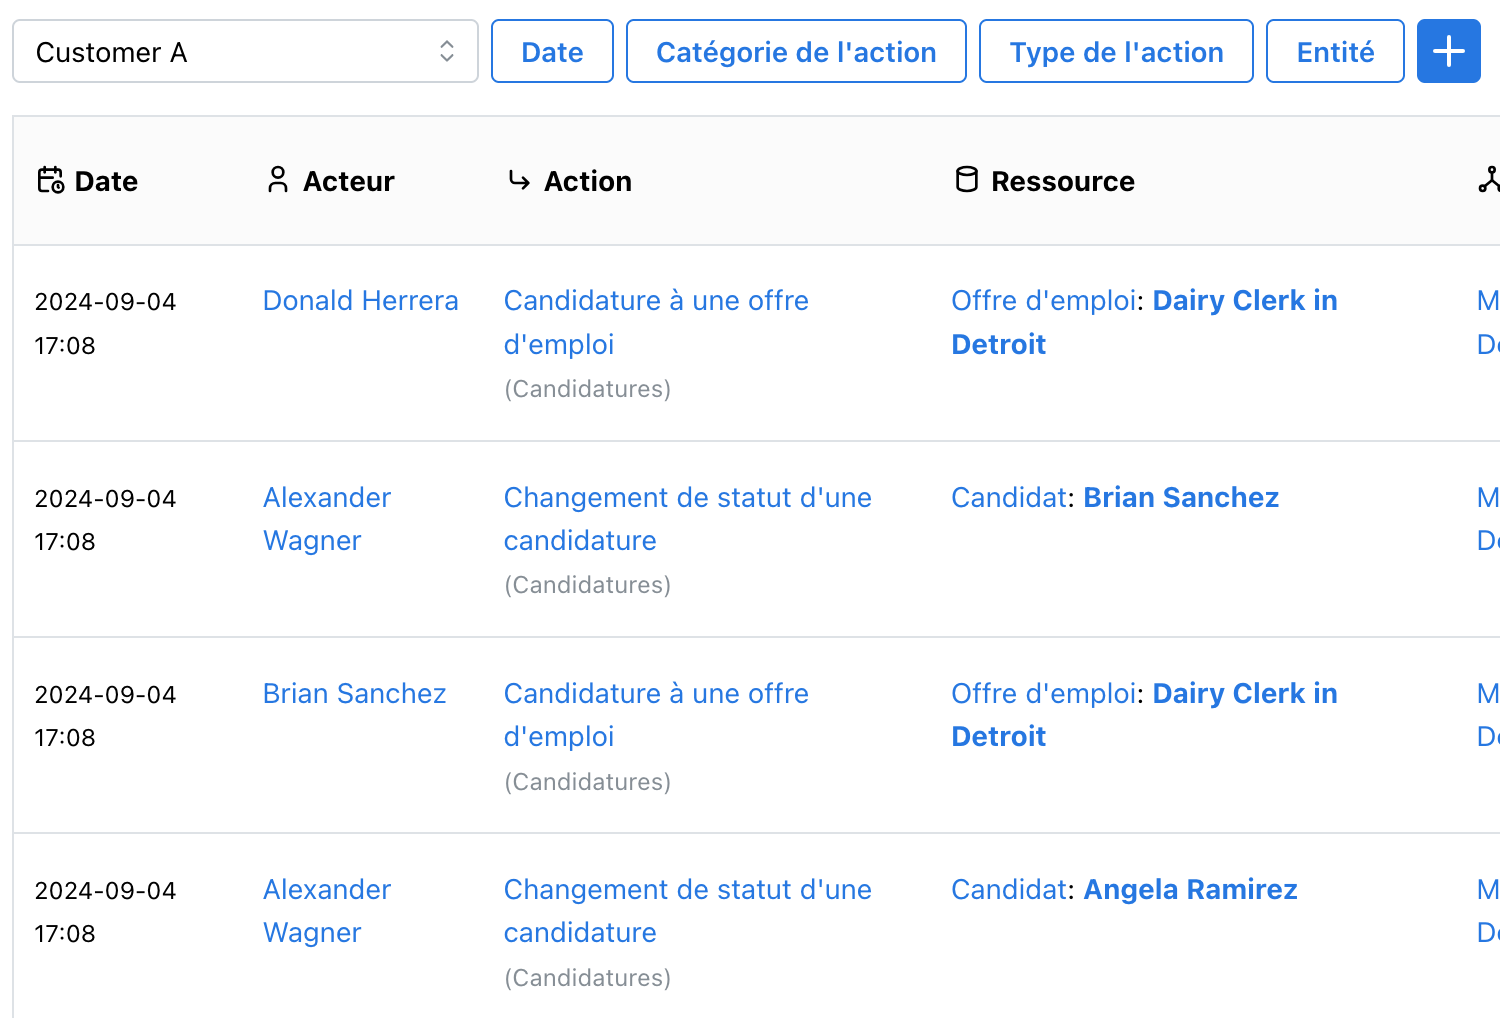 Customer A Date Catégorie de l'action Type de l'action Entité
Date Acteur Action Ressource
2024-09-04 Donald Herrera Candidature à une offre Offre d'emploi: Dairy Clerk in
17:08 d'emploi Detroit
(Candidatures)
2024-09-04 Alexander Changement de statut d'une Candidat: Brian Sanchez
17:08 Wagner candidature
(Candidatures)
2024-09-04 Brian Sanchez Candidature à une offre Offre d'emploi: Dairy Clerk in
17:08 d'emploi Detroit
(Candidatures)
2024-09-04 Alexander Changement de statut d'une Candidat: Angela Ramirez
17:08 Wagner candidature
(Candidatures)